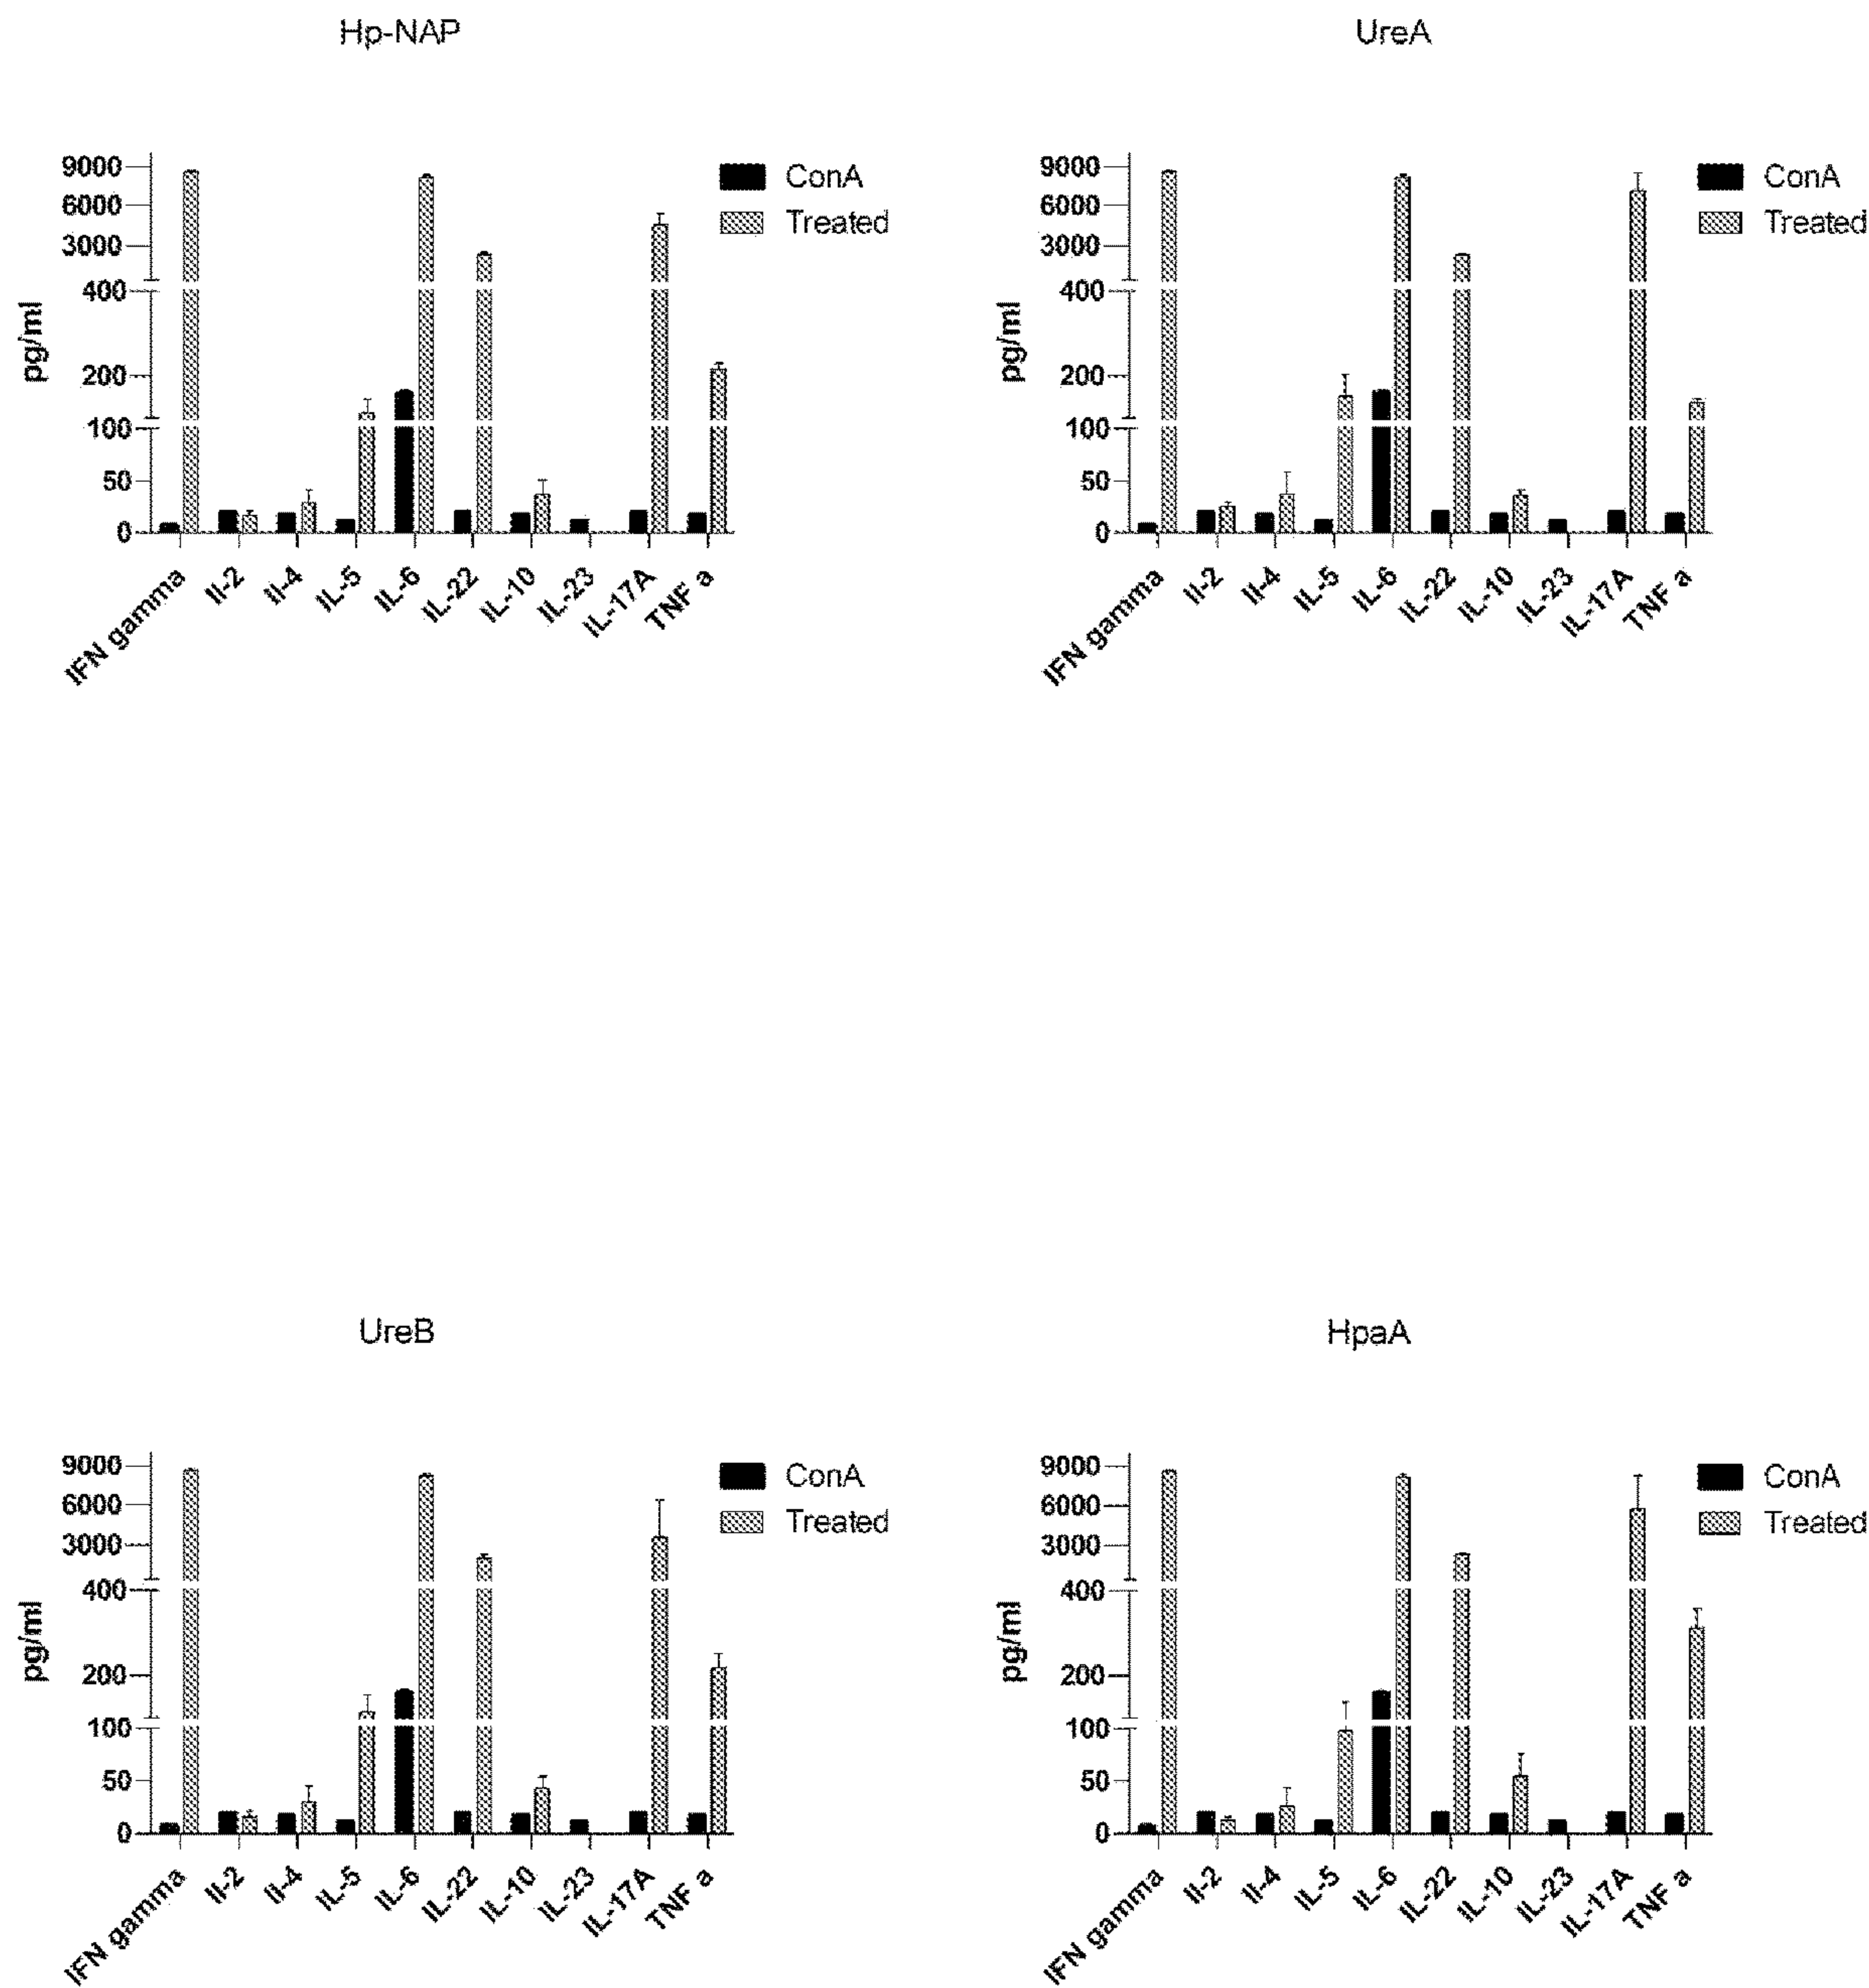 Hp-NAP
9000
6000
3000
400
200
100
50
0
pg/ml
ConA
Treated
IFN gamma
Il-2
Il-4
IL-5
IL-6
IL-22
IL-10
IL-23
IL-17A
TNF a
UreA
9000
6000
3000
400
200
100
50
0
pg/ml
ConA
Treated
IFN gamma
Il-2
Il-4
IL-5
IL-6
IL-22
IL-10
IL-23
IL-17A
TNF a
UreB
9000
6000
3000
400
200
100
50
0
pg/ml
ConA
Treated
IFN gamma
Il-2
Il-4
IL-5
IL-6
IL-22
IL-10
IL-23
IL-17A
TNF a
HpaA
9000
6000
3000
400
200
100
50
0
pg/ml
ConA
Treated
IFN gamma
Il-2
Il-4
IL-5
IL-6
IL-22
IL-10
IL-23
IL-17A
TNF a